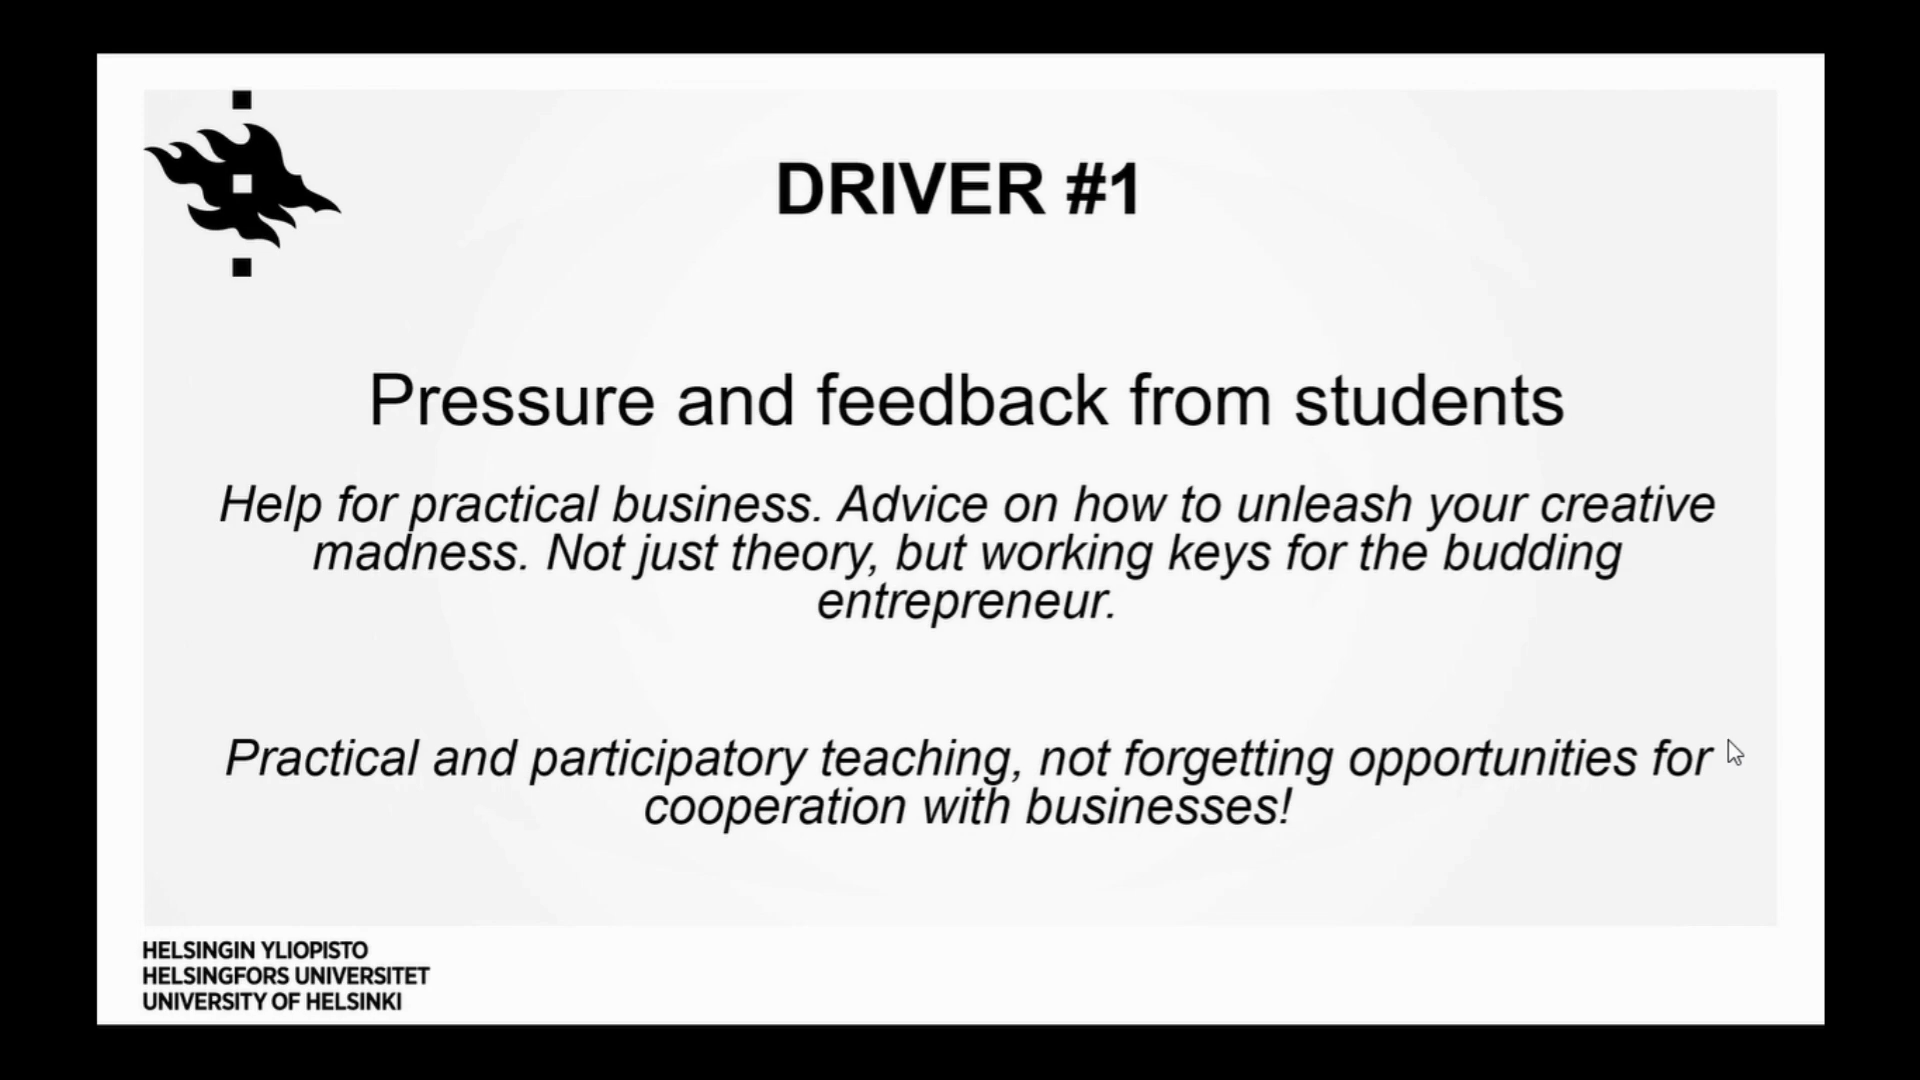 DRIVER #1
Pressure and feedback from students
Help for practical business. Advice on how to unleash your creative
madness. Not just theory, but working keys for the budding
entrepreneur.
Practical and participatory teaching, not forgetting opportunities for
cooperation with businesses!
HELSINGIN YLIOPISTO
HELSINGFORS UNIVERSITET
UNIVERSITY OF HELSINKI